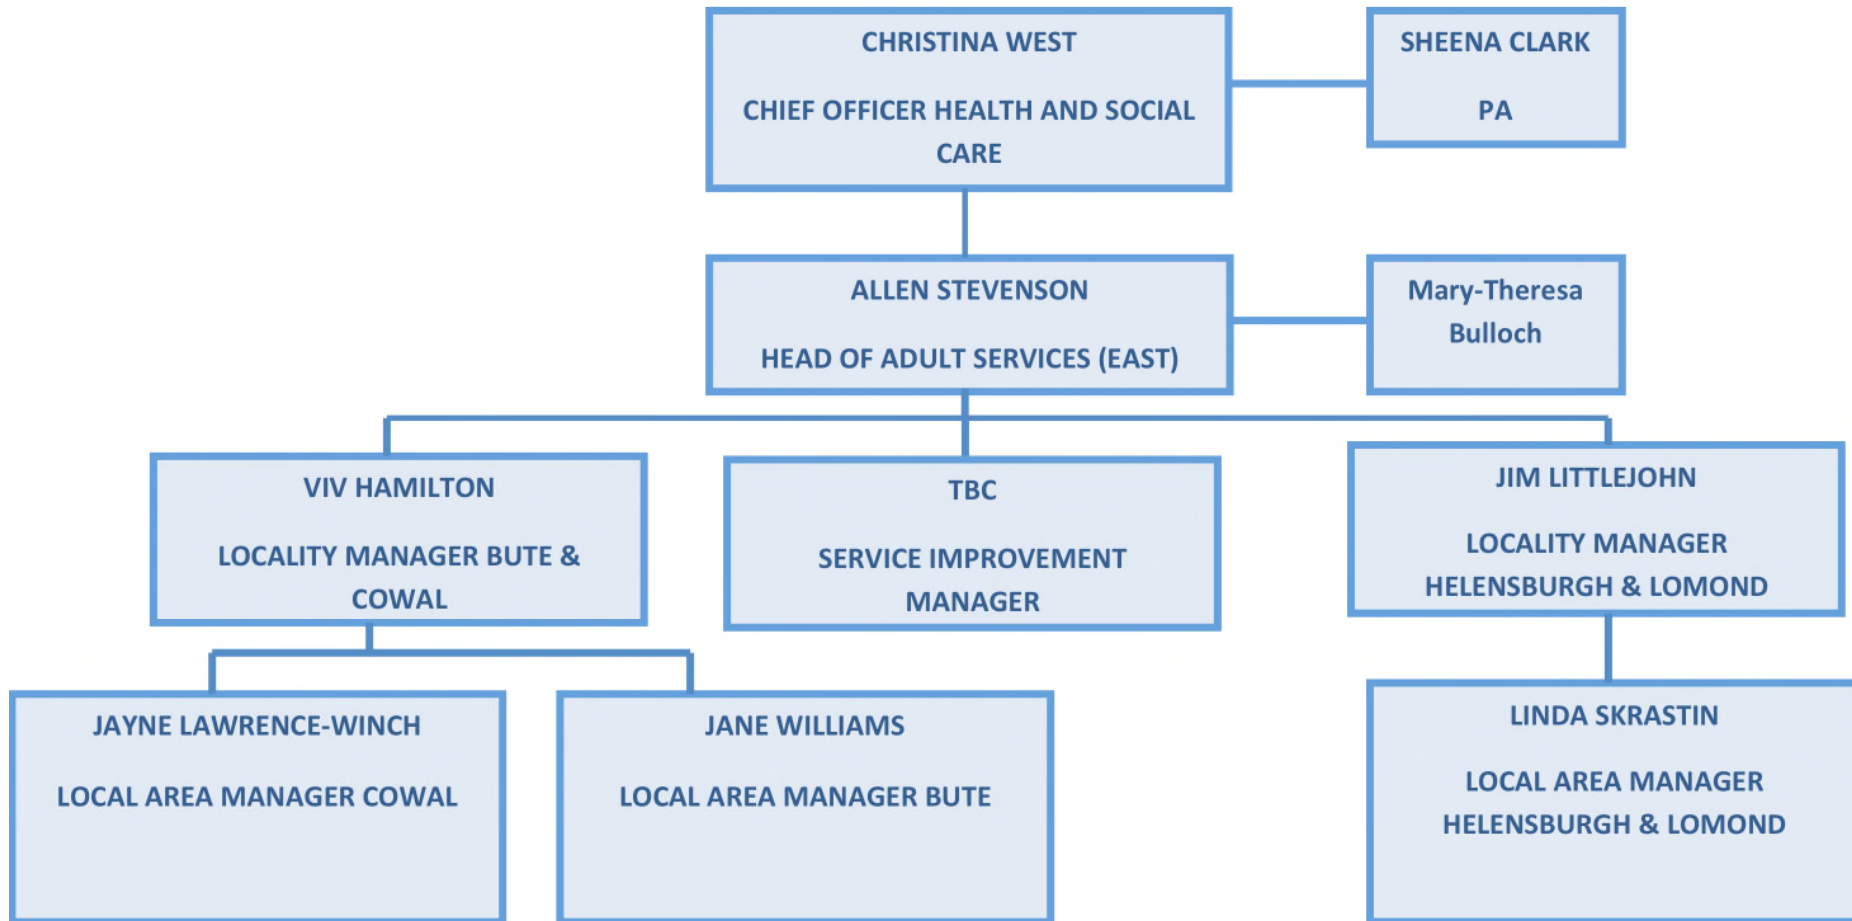 CHRISTINA WEST
CHIEF OFFICER HEALTH AND SOCIAL
CARE
SHEENA CLARK
PA
ALLEN STEVENSON
HEAD OF ADULT SERVICES (EAST)
Mary-Theresa
Bulloch
VIV HAMILTON
LOCALITY MANAGER BUTE &
COWAL
TBC
SERVICE IMPROVEMENT
MANAGER
JIM LITTLEJOHN
LOCALITY MANAGER
HELENSBURGH & LOMOND
JAYNE LAWRENCE-WINCH
LOCAL AREA MANAGER COWAL
JANE WILLIAMS
LOCAL AREA MANAGER BUTE
LINDA SKRASTIN
LOCAL AREA MANAGER
HELENSBURGH & LOMOND